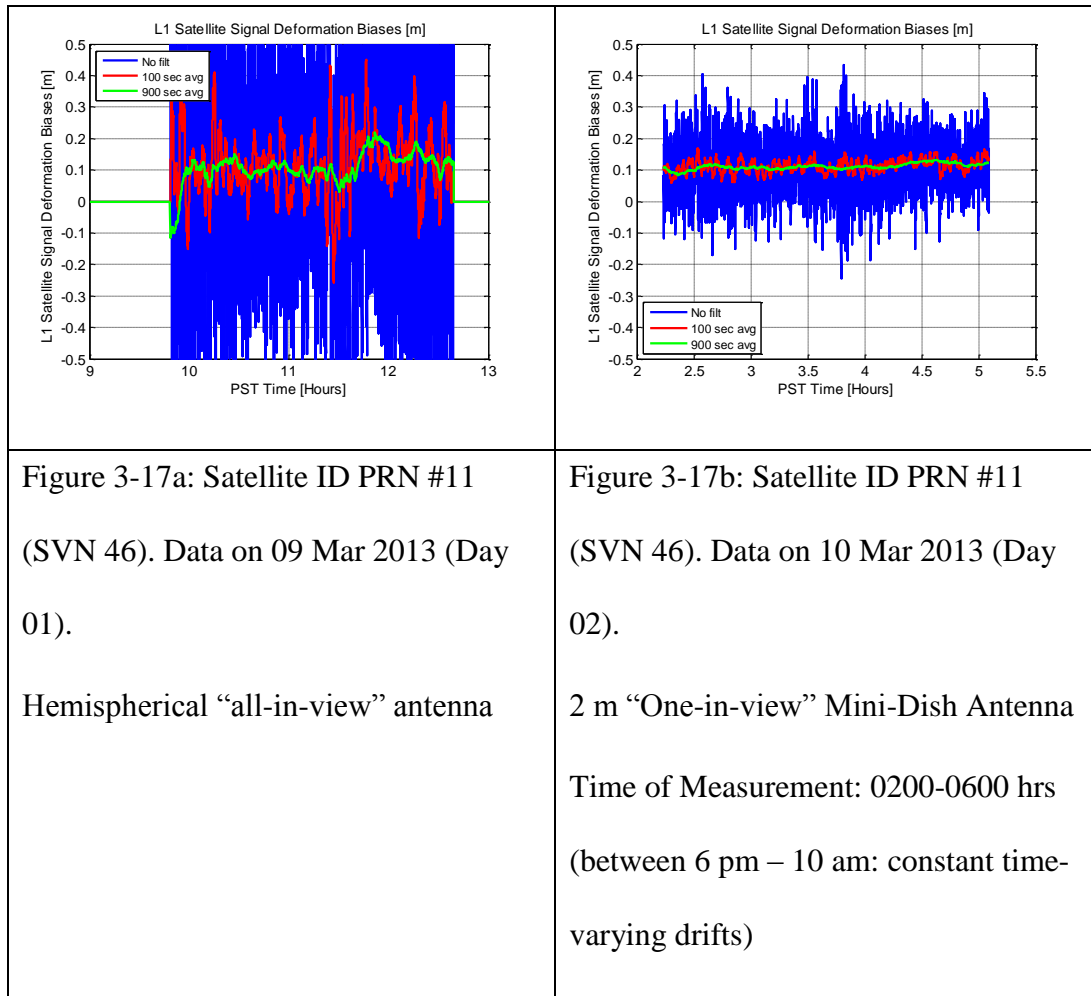 L1 Satellite Signal Deformation Biases [m]
L1 Satellite Signal Deformation Biases [m]
0.5
0.4
0.3
0.2
0.1
0
-0.1
-0.2
-0.3
-0.4
-0.5
No filt
100 sec avg
900 sec avg
9
10
11
12
13
PST Time [Hours]
L1 Satellite Signal Deformation Biases [m]
L1 Satellite Signal Deformation Biases [m]
0.5
0.4
0.3
0.2
0.1
0
-0.1
-0.2
-0.3
-0.4
-0.5
No filt
100 sec avg
900 sec avg
2
2.5
3
3.5
4
4.5
5
5.5
PST Time [Hours]
Figure 3-17a: Satellite ID PRN #11
(SVN 46). Data on 09 Mar 2013 (Day
01).
Hemispherical “all-in-view” antenna
Figure 3-17b: Satellite ID PRN #11
(SVN 46). Data on 10 Mar 2013 (Day
02).
2 m “One-in-view” Mini-Dish Antenna
Time of Measurement: 0200-0600 hrs
(between 6 pm – 10 am: constant time-
varying drifts)